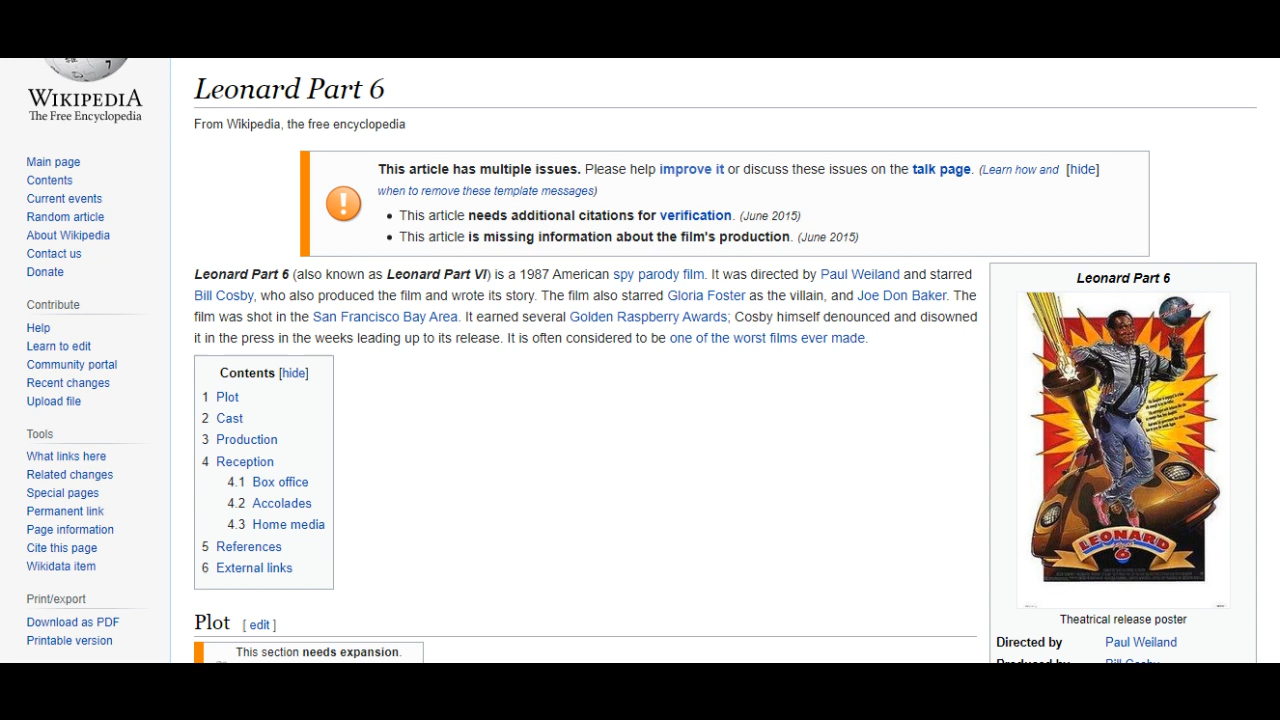 WIKIPEDIA
The Free Encyclopedia
Main page
Contents
Current events
Random article
About Wikipedia
Contact us
Donate
Contribute
Help
Learn to edit
Community portal
Recent changes
Upload file
Tools
What links here
Related changes
Special pages
Permanent link
Page information
Cite this page
Wikidata item
Print/export
Download as PDF
Printable version
Leonard Part 6
From Wikipedia, the free encyclopedia
This article has multiple issues. Please help improve it or discuss these issues on the talk page. (Learn how and [hide]
when to remove these template messages)
• This article needs additional citations for verification. (June 2015)
• This article is missing information about the film's production. (June 2015)
Leonard Part 6 (also known as Leonard Part VI) is a 1987 American spy parody film. It was directed by Paul Weiland and starred
Bill Cosby, who also produced the film and wrote its story. The film also starred Gloria Foster as the villain, and Joe Don Baker. The
film was shot in the San Francisco Bay Area. It earned several Golden Raspberry Awards; Cosby himself denounced and disowned
it in the press in the weeks leading up to its release. It is often considered to be one of the worst films ever made.
Contents [hide]
1 Plot
2 Cast
3 Production
4 Reception
4.1 Box office
4.2 Accolades
4.3 Home media
5 References
6 External links
Plot [ edit ]
This section needs expansion.
Leonard Part 6
LEONARD
6
Theatrical release poster
Directed by Paul Weiland
Produced by Bill Cosby